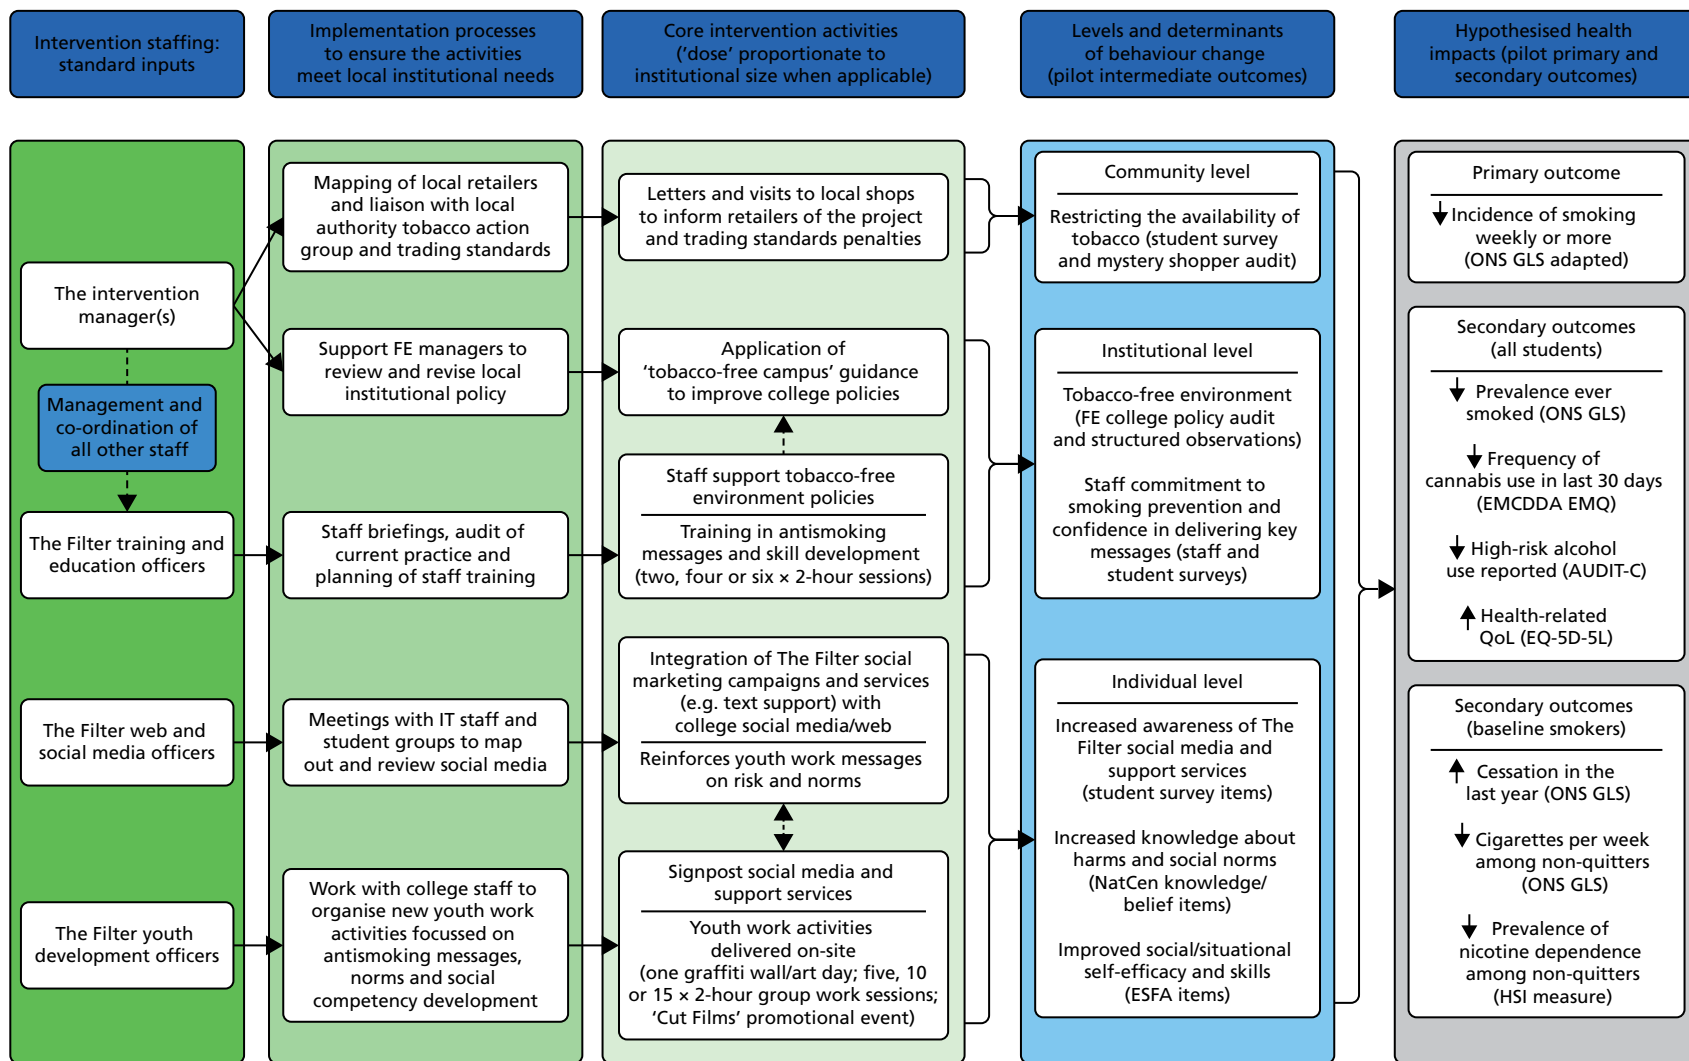 Intervention staffing:
standard inputs
Implementation processes
to ensure the activities
meet local institutional needs
Core intervention activities
('dose' proportionate to
institutional size when applicable)
Levels and determinants
of behaviour change
(pilot intermediate outcomes)
Hypothesised health
impacts (pilot primary and
secondary outcomes)
The intervention
manager(s)
Management and
co-ordination of
all other staff
The Filter training and
education officers
The Filter web and
social media officers
The Filter youth
development officers
Mapping of local retailers
and liaison with local
authority tobacco action
group and trading standards
Support FE managers to
review and revise local
institutional policy
Staff briefings, audit of
current practice and
planning of staff training
Meetings with IT staff and
student groups to map
out and review social media
Work with college staff to
organise new youth work
activities focussed on
antismoking messages,
norms and social
competency development
Letters and visits to local shops
to inform retailers of the project
and trading standards penalties
Application of
'tobacco-free campus' guidance
to improve college policies
Staff support tobacco-free
environment policies
Training in antismoking
messages and skill development
(two, four or six × 2-hour sessions)
Integration of The Filter social
marketing campaigns and services
(e.g. text support) with
college social media/web
Reinforces youth work messages
on risk and norms
Signpost social media and
support services
Youth work activities
delivered on-site
(one graffiti wall/art day; five, 10
or 15 × 2-hour group work sessions;
'Cut Films' promotional event)
Community level
Restricting the availability of
tobacco (student survey
and mystery shopper audit)
Institutional level
Tobacco-free environment
(FE college policy audit
and structured observations)
Staff commitment to
smoking prevention and
confidence in delivering key
messages (staff and
student surveys)
Individual level
Increased awareness of The
Filter social media and
support services
(student survey items)
Increased knowledge about
harms and social norms
(NatCen knowledge/
belief items)
Improved social/situational
self-efficacy and skills
(ESFA items)
Primary outcome
Incidence of smoking
weekly or more
(ONS GLS adapted)
Secondary outcomes
(all students)
Prevalence ever
smoked (ONS GLS)
Frequency of
cannabis use in last 30 days
(EMCDDA EMQ)
High-risk alcohol
use reported (AUDIT-C)
Health-related
QoL (EQ-5D-5L)
Secondary outcomes
(baseline smokers)
Cessation in the
last year (ONS GLS)
Cigarettes per week
among non-quitters
(ONS GLS)
Prevalence of
nicotine dependence
among non-quitters
(HSI measure)